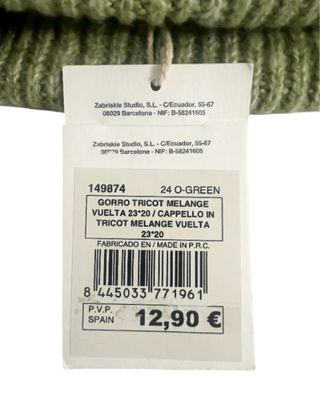 Zabriskie Studio, S.L. - C/Ecuador, 55-67
08029 Barcelona - NIF: B-58241605
Zabriskie Studio, S.L. - C/Ecuador, 55-67
Barcelona - NIF: B-58241605
149874 24 O-GREEN
GORRO TRICOT MELANGE
VUELTA 23*20 / CAPPELLO IN
TRICOT MELANGE VUELTA
23*20
FABRICADO EN / MADE IN P.R.C.
8 445033 771961
P.V.P.
SPAIN 12,90 €